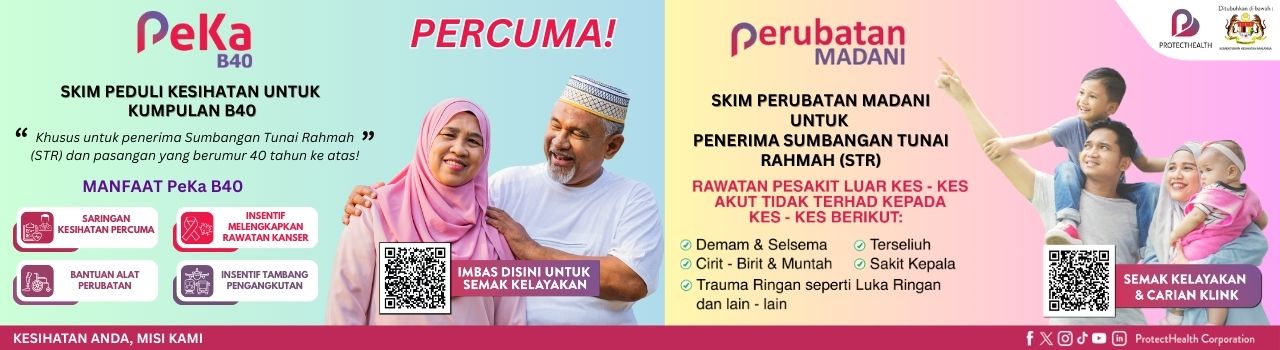 PeKa
B40
PERCUMA!
SKIM PEDULI KESIHATAN UNTUK
KUMPULAN B40
“ Khusus untuk penerima Sumbangan Tunai Rahmah ”
(STR) dan pasangan yang berumur 40 tahun ke atas!
MANFAAT PeKa B40
SARINGAN
KESIHATAN PERCUMA
INSENTIF
MELENGKAPKAN
RAWATAN KANSER
BANTUAN ALAT
PERUBATAN
INSENTIF TAMBANG
PENGANGKUTAN
IMBAS DISINI UNTUK
SEMAK KELAYAKAN
Perubatan
MADANI
PROTECTHEALTH
Ditubuhkan di bawah :
KEMENTERIAN KESIHATAN MALAYSIA
SKIM PERUBATAN MADANI
UNTUK
PENERIMA SUMBANGAN TUNAI
RAHMAH (STR)
RAWATAN PESAKIT LUAR KES - KES
AKUT TIDAK TERHAD KEPADA
KES - KES BERIKUT:
Demam & Selsema
Terseliuh
Cirit - Birit & Muntah
Sakit Kepala
Trauma Ringan seperti Luka Ringan
dan lain - lain
SEMAK KELAYAKAN
& CARIAN KLINK
KESIHATAN ANDA, MISI KAMI
ProtectHealth Corporation